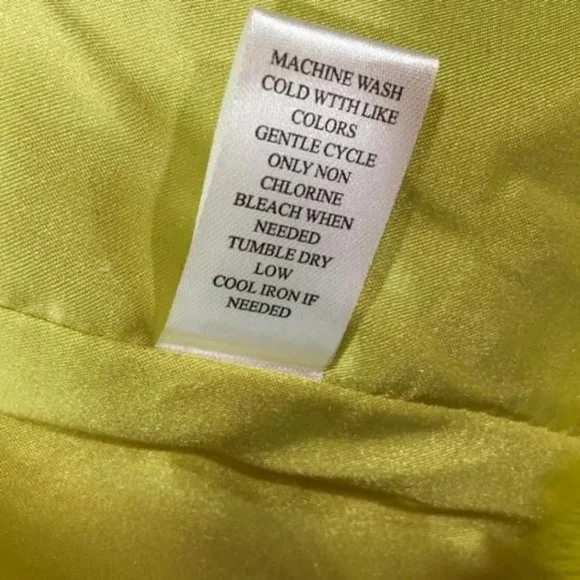 MACHINE WASH
COLD WTTH LIKE
COLORS
GENTLE CYCLE
ONLY NON
CHLORINE
BLEACH WHEN
NEEDED
TUMBLE DRY
LOW
COOL IRON IF
NEEDED